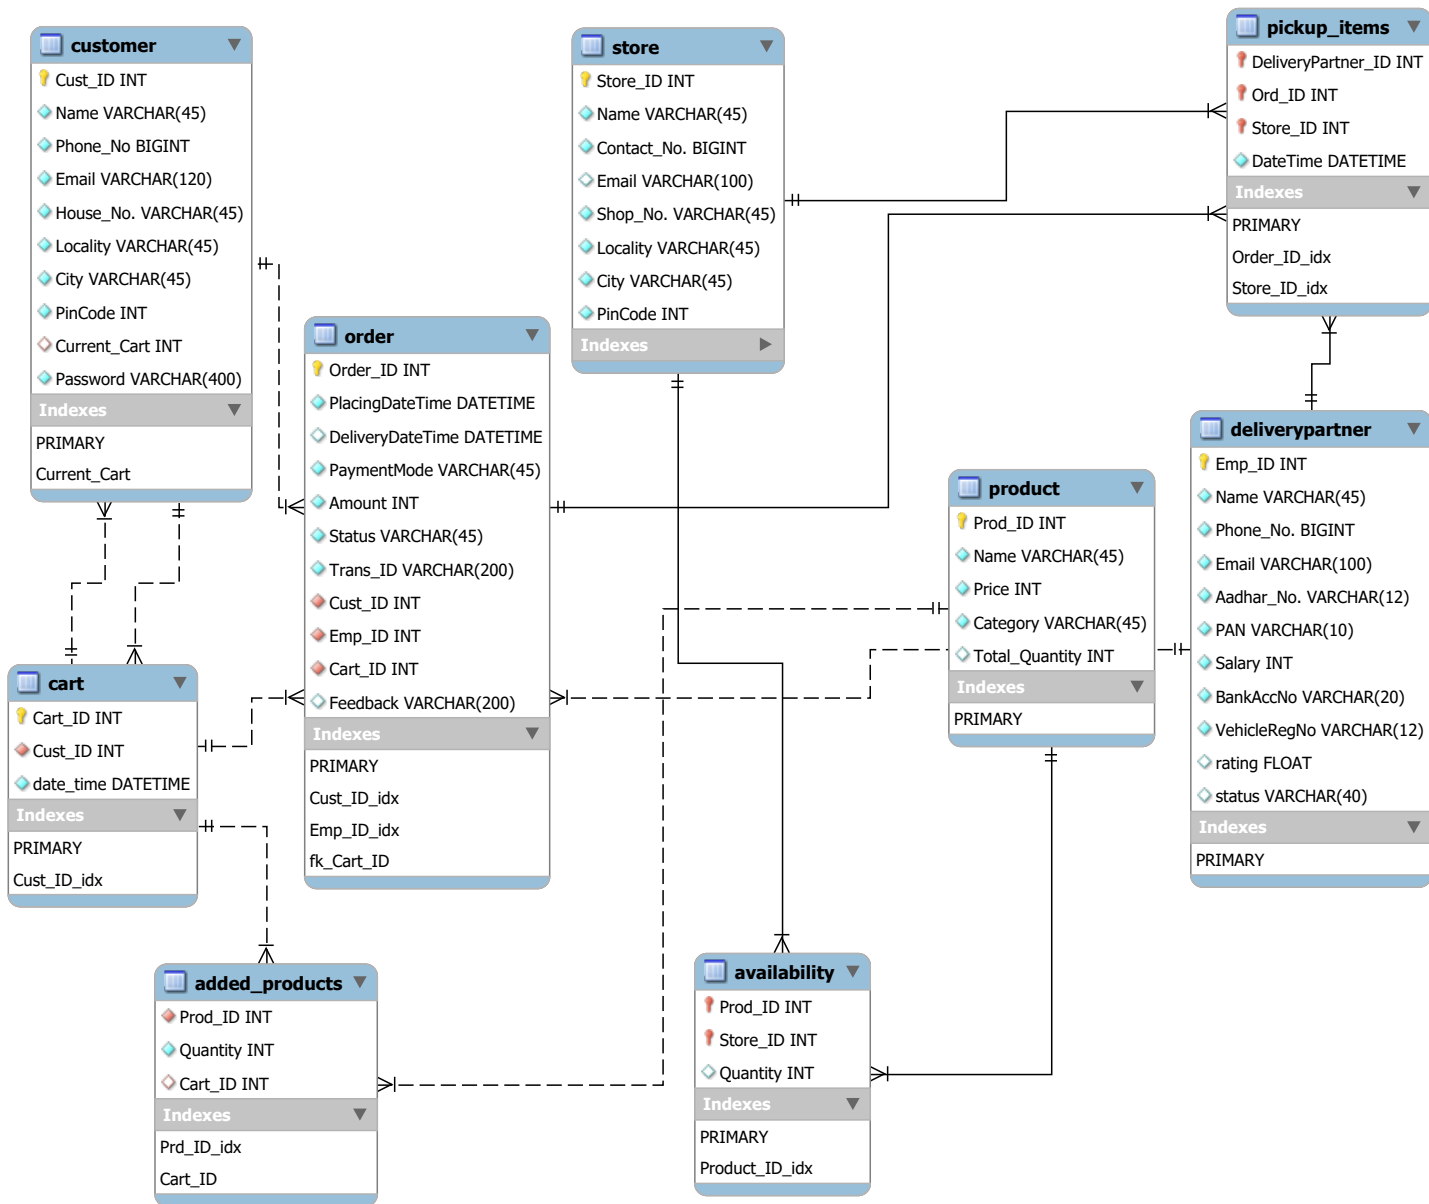 customer
Cust_ID INT
Name VARCHAR(45)
Phone_No BIGINT
Email VARCHAR(120)
House_No. VARCHAR(45)
Locality VARCHAR(45)
City VARCHAR(45)
PinCode INT
Current_Cart INT
Password VARCHAR(400)
Indexes
PRIMARY
Current_Cart
store
Store_ID INT
Name VARCHAR(45)
Contact_No. BIGINT
Email VARCHAR(100)
Shop_No. VARCHAR(45)
Locality VARCHAR(45)
City VARCHAR(45)
PinCode INT
Indexes
pickup_items
DeliveryPartner_ID INT
Ord_ID INT
Store_ID INT
DateTime DATETIME
Indexes
PRIMARY
Order_ID_idx
Store_ID_idx
order
Order_ID INT
PlacingDateTime DATETIME
DeliveryDateTime DATETIME
PaymentMode VARCHAR(45)
Amount INT
Status VARCHAR(45)
Trans_ID VARCHAR(200)
Cust_ID INT
Emp_ID INT
Cart_ID INT
Feedback VARCHAR(200)
Indexes
PRIMARY
Cust_ID_idx
Emp_ID_idx
fk_Cart_ID
product
Prod_ID INT
Name VARCHAR(45)
Price INT
Category VARCHAR(45)
Total_Quantity INT
Indexes
PRIMARY
deliverypartner
Emp_ID INT
Name VARCHAR(45)
Phone_No. BIGINT
Email VARCHAR(100)
Aadhar_No. VARCHAR(12)
PAN VARCHAR(10)
Salary INT
BankAccNo VARCHAR(20)
VehicleRegNo VARCHAR(12)
rating FLOAT
status VARCHAR(40)
Indexes
PRIMARY
cart
Cart_ID INT
Cust_ID INT
date_time DATETIME
Indexes
PRIMARY
Cust_ID_idx
added_products
Prod_ID INT
Quantity INT
Cart_ID INT
Indexes
Prd_ID_idx
Cart_ID
availability
Prod_ID INT
Store_ID INT
Quantity INT
Indexes
PRIMARY
Product_ID_idx